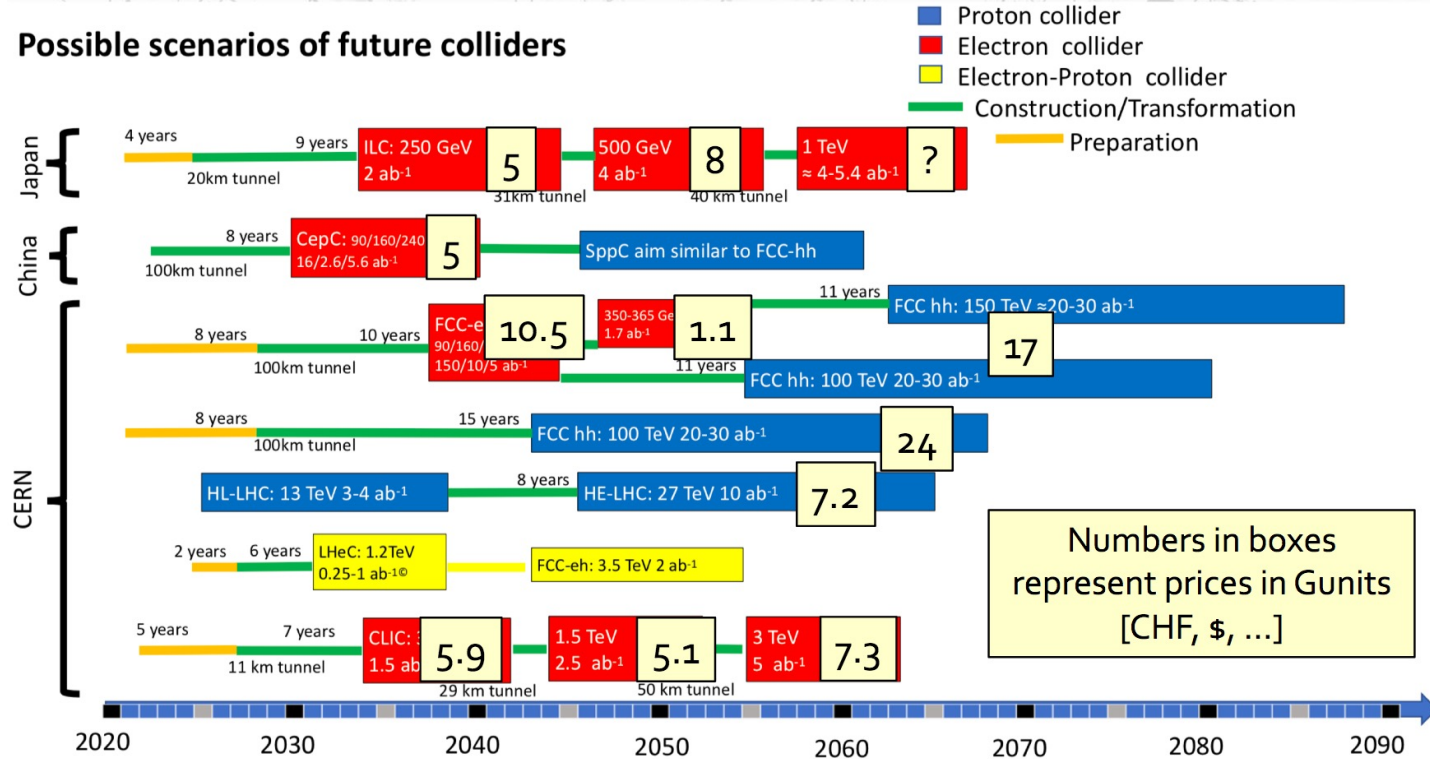 Possible scenarios of future colliders
Proton collider
Electron collider
Electron-Proton collider
Construction/Transformation
Preparation
Japan
4 years
9 years
20km tunnel
ILC: 250 GeV
2 ab-1
5
31km tunnel
500 GeV
4 ab-1
8
40 km tunnel
1 TeV
≈ 4-5.4 ab-1
?
China
8 years
100km tunnel
CepC: 90/160/240
16/2.6/5.6 ab-1
5
SppC aim similar to FCC-hh
CERN
8 years
10 years
100km tunnel
FCC-e
90/160/
150/10/5 ab-1
10.5
350-365 Ge
1.7 ab-1
1.1
11 years
FCC hh: 150 TeV ≈20-30 ab-1
17
11 years
FCC hh: 100 TeV 20-30 ab-1
8 years
15 years
100km tunnel
FCC hh: 100 TeV 20-30 ab-1
24
HL-LHC: 13 TeV 3-4 ab-1
8 years
HE-LHC: 27 TeV 10 ab-1
7.2
2 years
6 years
LHeC: 1.2TeV
0.25-1 ab-1©
FCC-eh: 3.5 TeV 2 ab-1
5 years
7 years
11 km tunnel
CLIC:
1.5 ab
5.9
29 km tunnel
1.5 TeV
2.5 ab-1
5.1
50 km tunnel
3 TeV
5 ab-1
7.3
Numbers in boxes
represent prices in Gunits
[CHF, $, ...]
2020 2030 2040 2050 2060 2070 2080 2090